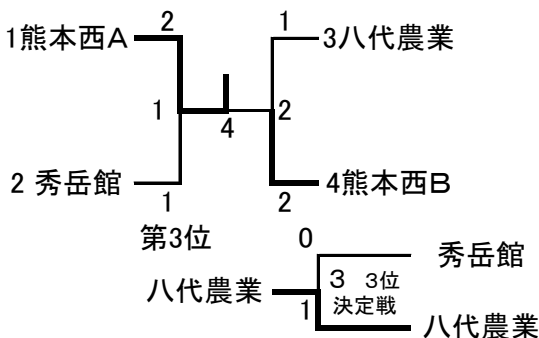 2 1
1熊本西A 3八代農業
1 2
4
2 秀岳館 4熊本西B
1 2
第3位 0
秀岳館
3 3位
八代農業
1 決定戦
八代農業